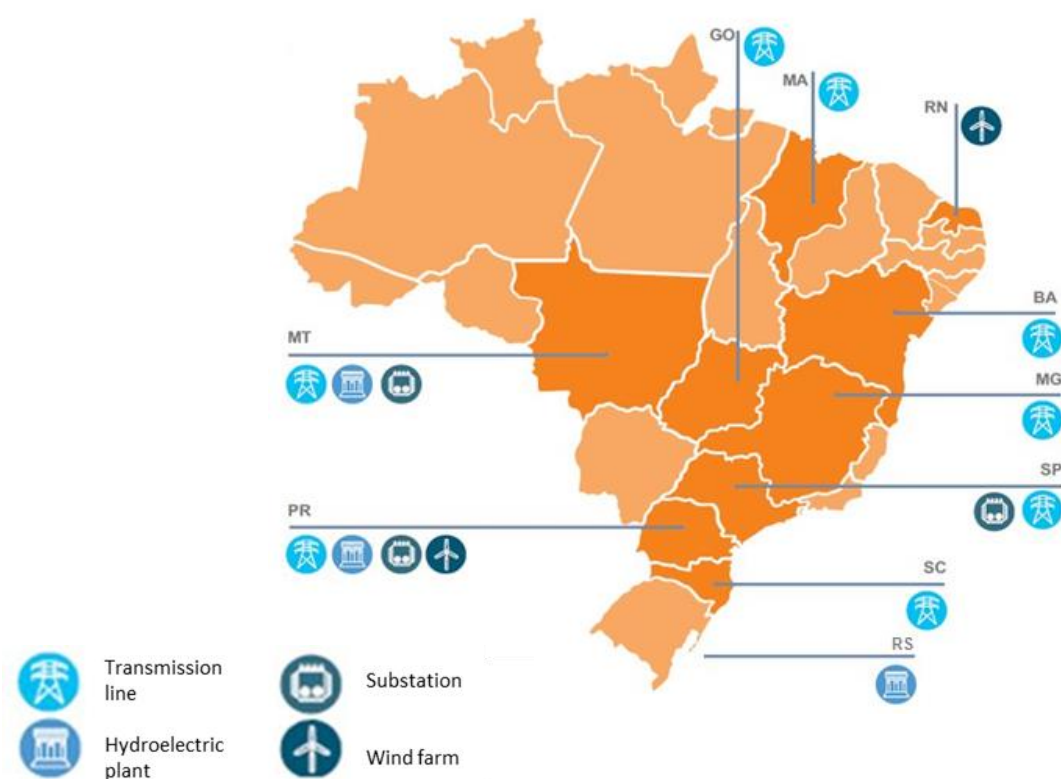 GO
MA
RN
BA
MT
MG
SP
PR
SC
RS
Transmission
line
Substation
Hydroelectric
plant
Wind farm